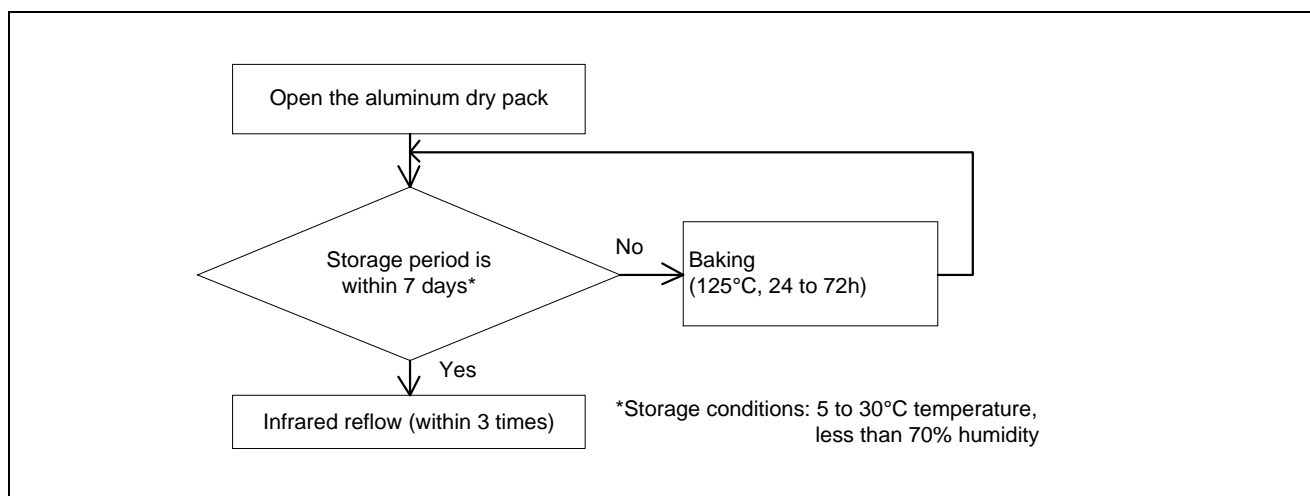 Open the aluminum dry pack
Storage period is
within 7 days*
No
Baking
(125°C, 24 to 72h)
Yes
Infrared reflow (within 3 times)
*Storage conditions: 5 to 30°C temperature,
less than 70% humidity